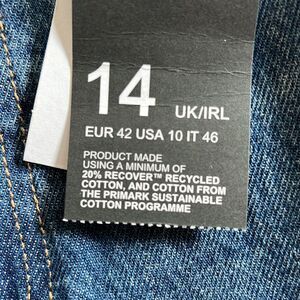 14 UK/IRL
EUR 42 USA 10 IT 46
PRODUCT MADE
USING A MINIMUM OF
20% RECOVER™ RECYCLED
COTTON, AND COTTON FROM
THE PRIMARK SUSTAINABLE
COTTON PROGRAMME